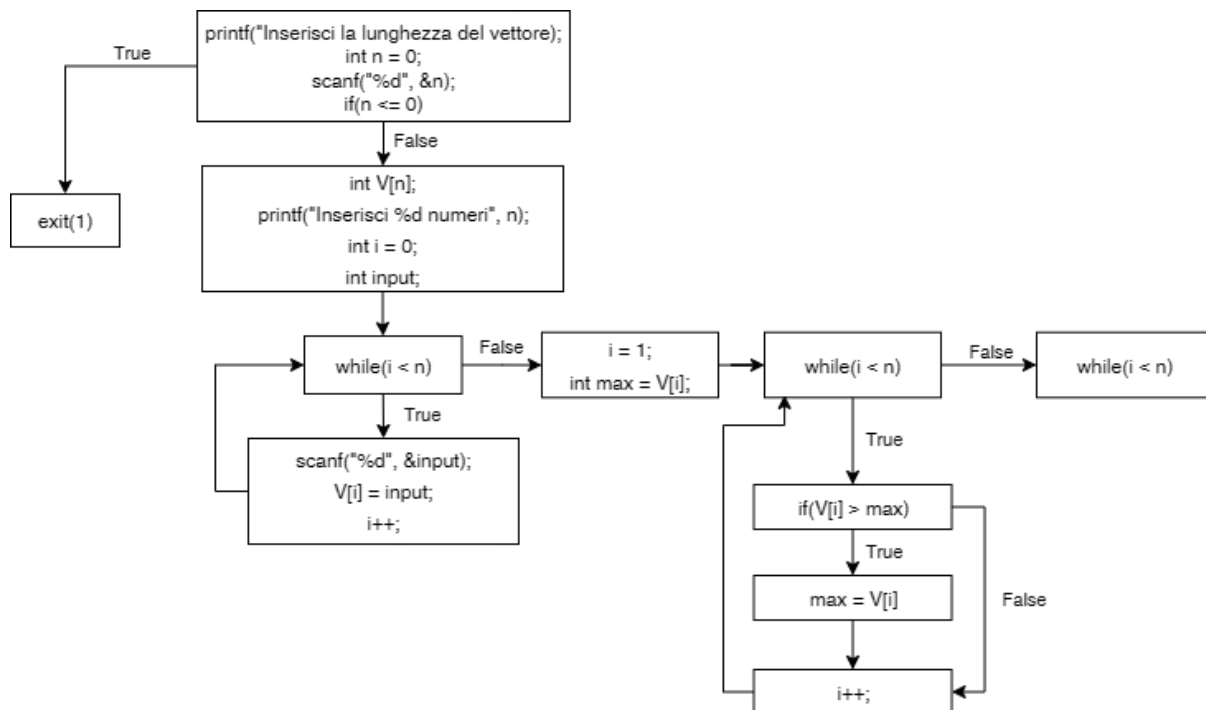 printf("Inserisci la lunghezza del vettore);
int n = 0;
scanf("%d", &n);
if(n <= 0)
True
False
exit(1)
int V[n];
printf("Inserisci %d numeri", n);
int i = 0;
int input;
while(i < n)
True
scanf("%d", &input);
V[i] = input;
i++;
False
i = 1;
int max = V[i];
while(i < n)
False
while(i < n)
True
if(V[i] > max)
True
False
max = V[i]
i++;